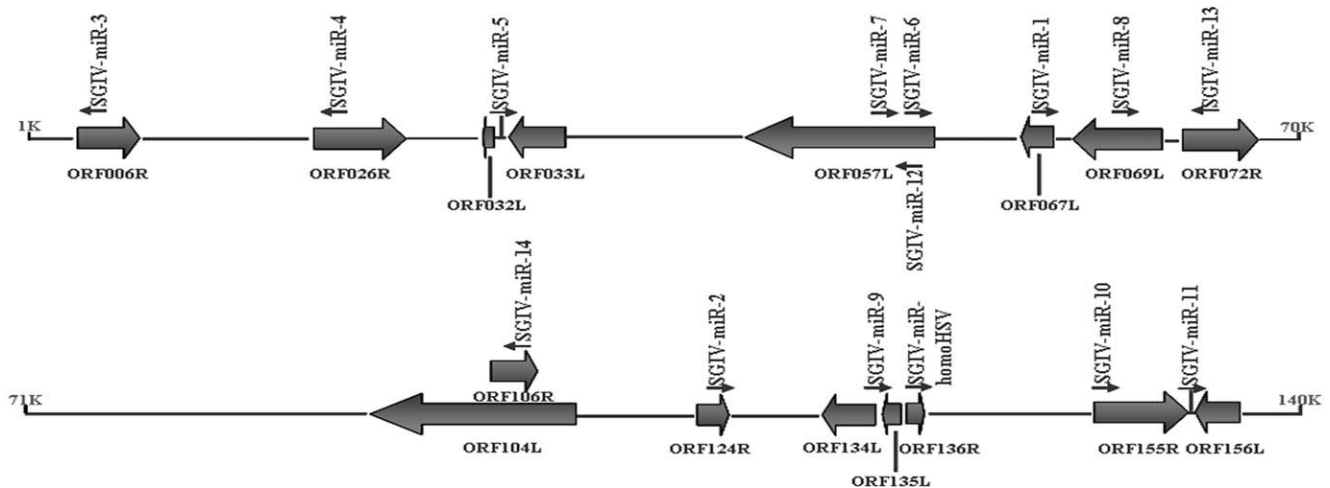 SGIV-miR-3
SGIV-miR-4
SGIV-miR-5
SGIV-miR-7
SGIV-miR-6
SGIV-miR-1
SGIV-miR-8
SGIV-miR-13
1K
70K
ORF006R
ORF026R
ORF032L
ORF033L
ORF057L
SGIV-miR-12
ORF067L
ORF069L
ORF072R
SGIV-miR-14
SGIV-miR-2
SGIV-miR-9
SGIV-miR-
homoHSV
SGIV-miR-10
SGIV-miR-11
71K
140K
ORF106R
ORF104L
ORF124R
ORF134L
ORF135L
ORF136R
ORF155R
ORF156L